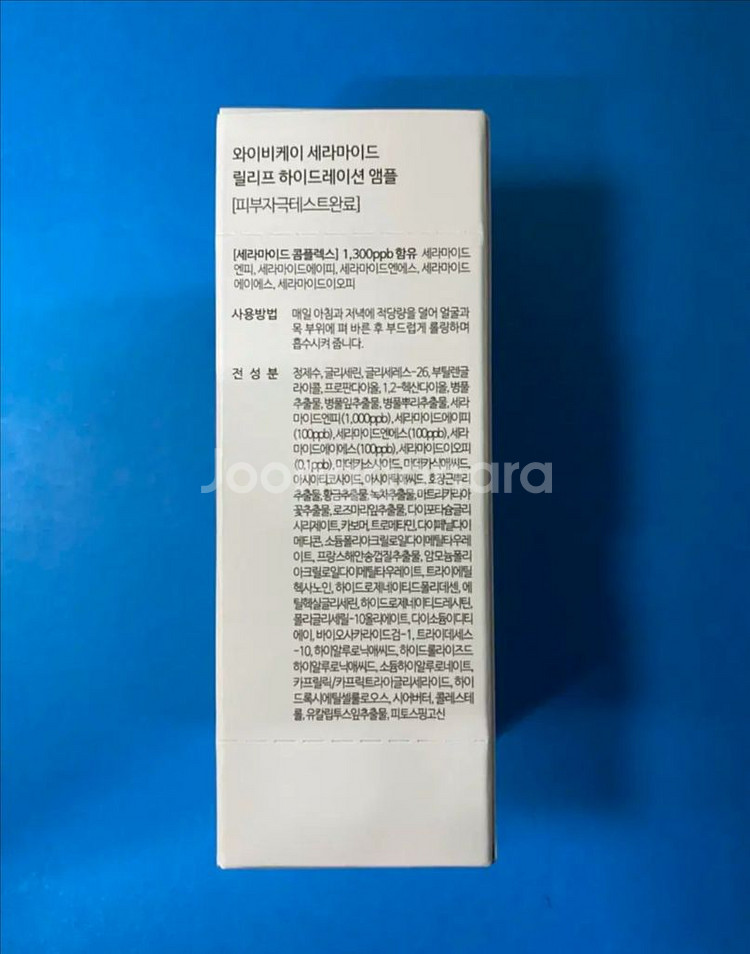 와이비케이 세라마이드
릴리프 하이드레이션 앰플
[피부자극테스트완료]
[세라마이드 콤플렉스] 1,300ppb 함유 세라마이드
엔피, 세라마이드에이피, 세라마이드엔에스, 세라마이드
에이에스, 세라마이드이오피
사용방법 매일 아침과 저녁에 적당량을 덜어 얼굴과
목 부위에 펴 바른 후 부드럽게 롤링하며
흡수시켜 줍니다.
전 성 분 정제수, 글리세린, 글리세레스-26, 부틸렌글
라이콜, 프로판다이올, 1,2-헥산다이올, 병풀
추출물, 병풀잎추출물, 병풀뿌리추출물, 세라
마이드엔피(1,000ppb), 세라마이드에이피
(100ppb), 세라마이드엔에스(100ppb), 세라
마이드에이에스(100ppb), 세라마이드이오피
(0.1ppb), 마데카소사이드, 마데카식애씨드,
아시아티코사이드, 아시아틱애씨드, 호장근뿌리
추출물, 황금추출물, 녹차추출물, 마트리카리아
꽃추출물, 로즈마리잎추출물, 다이포타슘글리
시리제이트, 카보머, 트로메타민, 다이페닐다이
메티콘, 소듐폴리아크릴로일다이메틸타우레
이트, 프랑스해안송껍질추출물, 암모늄폴리
아크릴로일다이메틸타우레이트, 트라이에틸
헥사노인, 하이드로제네이티드폴리데센, 에
틸헥실글리세린, 하이드로제네이티드레시틴,
폴리글리세릴-10올리에이트, 다이소듐이디티
에이, 바이오사카라이드검-1, 트라이데세스
-10, 하이알루로닉애씨드, 하이드롤라이즈드
하이알루로닉애씨드, 소듐하이알루로네이트,
카프릴릭/카프릭트라이글리세라이드, 하이
드록시에틸셀룰로오스, 시어버터, 콜레스테
롤, 유칼립투스잎추출물, 피토스핑고신